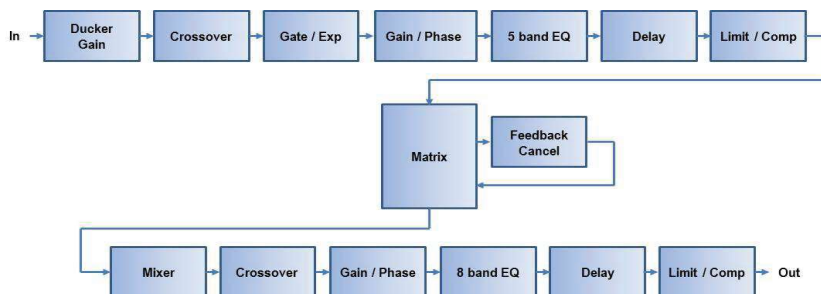 In
Ducker
Gain
Crossover
Gate / Exp
Gain / Phase
5 band EQ
Delay
Limit / Comp
Matrix
Feedback
Cancel
Mixer
Crossover
Gain / Phase
8 band EQ
Delay
Limit / Comp
Out